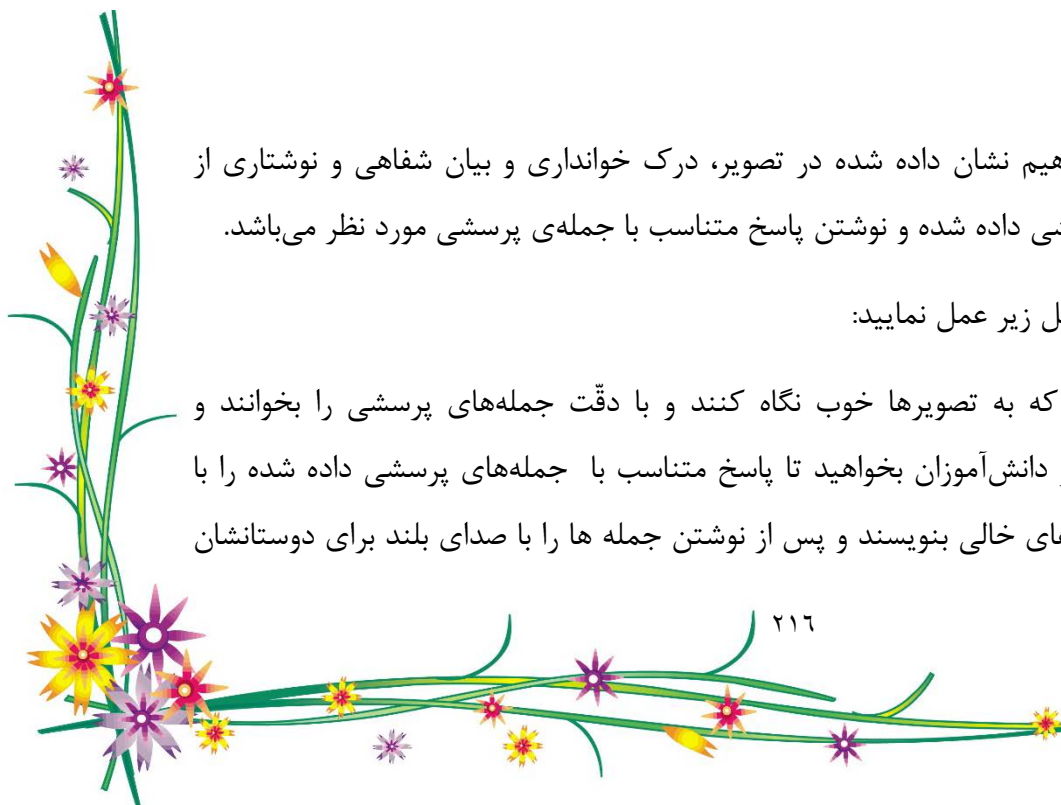 هیم نشان داده شده در تصویر، درک خوانداری و بیان شفاهی و نوشتاری از
شی داده شده و نوشتن پاسخ متناسب با جمله‌ی پرسشی مورد نظر می‌باشد.
ل زیر عمل نمایید:
که به تصویرها خوب نگاه کنند و با دقّت جمله‌های پرسشی را بخوانند و
دانش‌آموزان بخواهید تا پاسخ متناسب با جمله‌های پرسشی داده شده را با
های خالی بنویسند و پس از نوشتن جمله ها را با صدای بلند برای دوستانشان
٢١٦